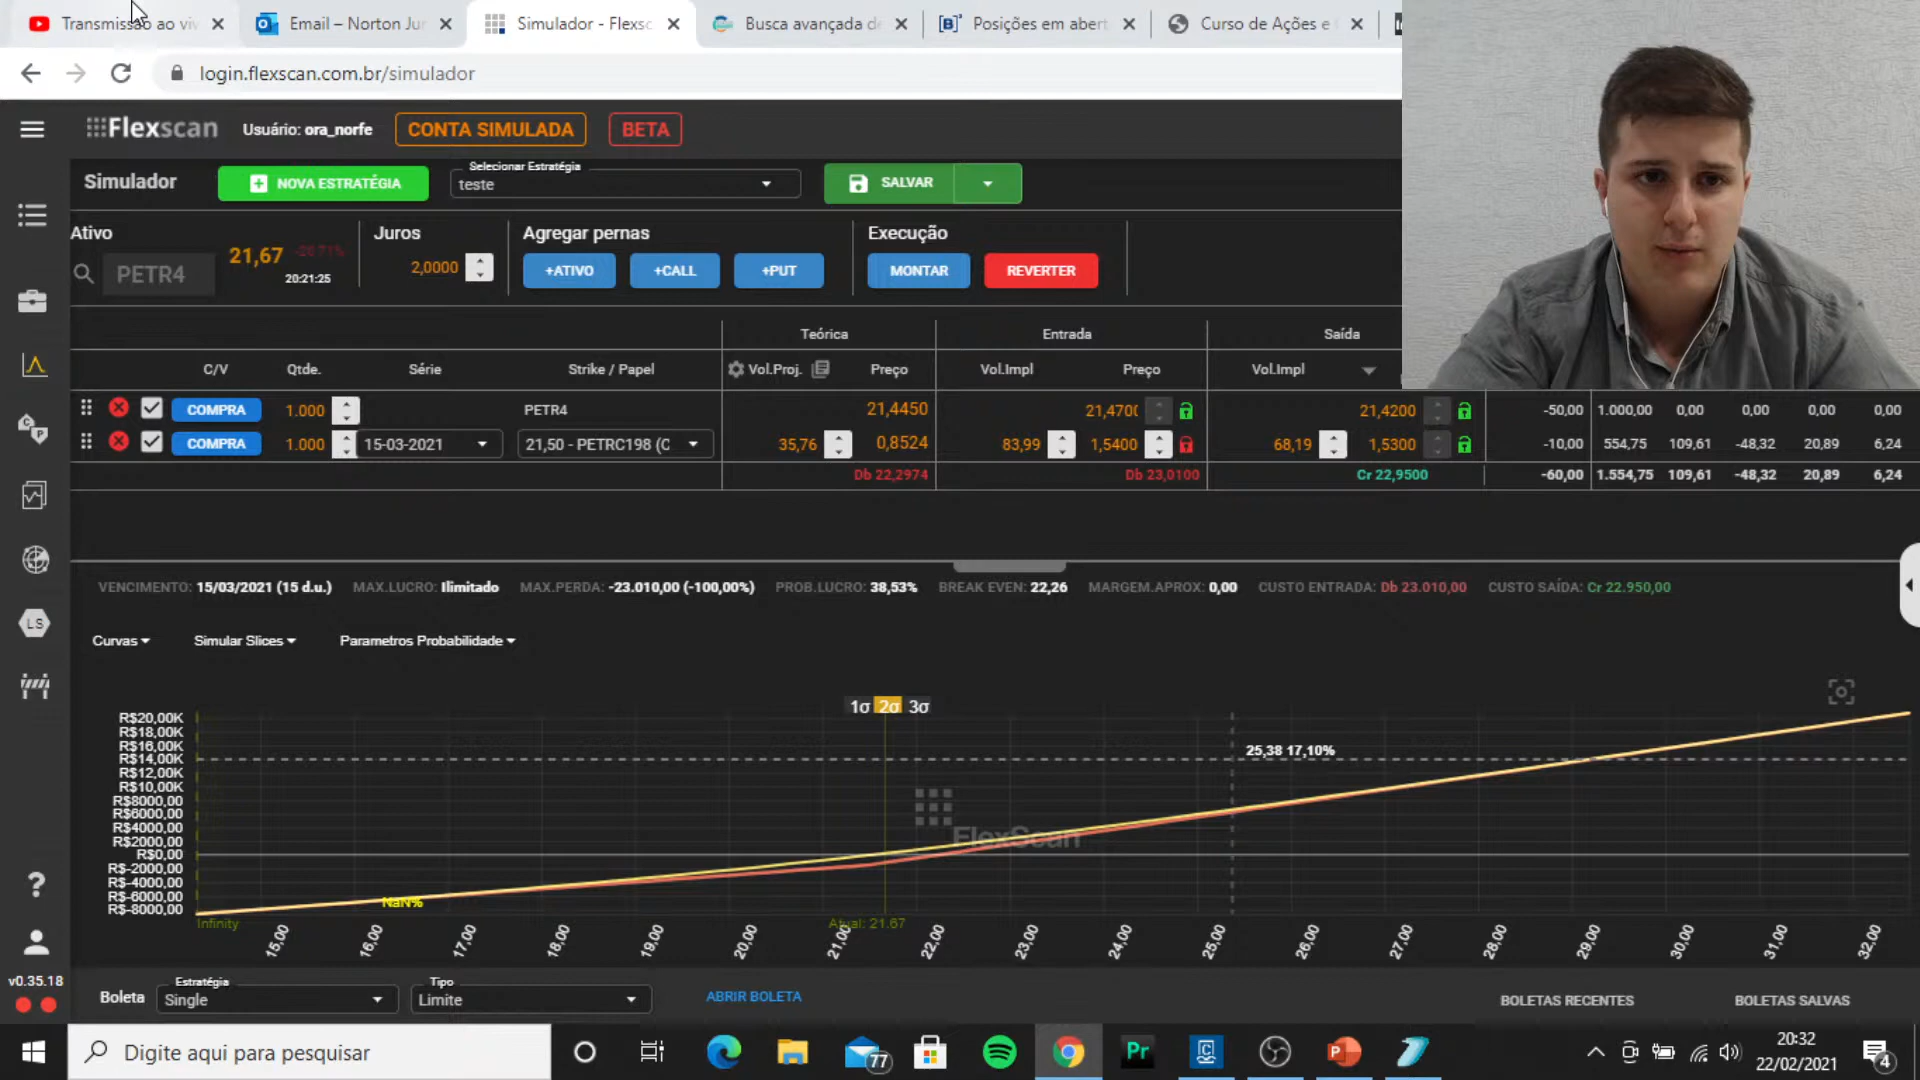 Transmissão ao viv
Email – Norton Jur
Simulador - Flexsc
Busca avançada de
[B]³ Posições em abert
Curso de Ações e
login.flexscan.com.br/simulador
Flexscan
Usuário: ora_norfe
CONTA SIMULADA
BETA
Simulador
NOVA ESTRATÉGIA
Selecionar Estratégia
teste
SALVAR
Ativo
PETR4
21,67
-20,71%
20:21:25
Juros
2,0000
Agregar pernas
+ATIVO +CALL +PUT
Execução
MONTAR REVERTER
Teórica Entrada Saída
C/V Qtde. Série Strike / Papel Vol.Proj. Preço Vol.Impl Preço Vol.Impl
COMPRA 1.000 PETR4 21,4450 21,470( 21,4200 -50,00 1.000,00 0,00 0,00 0,00 0,00
COMPRA 1.000 15-03-2021 21,50 - PETRC198 (C 35,76 0,8524 83,99 1,5400 68,19 1,5300 -10,00 554,75 109,61 -48,32 20,89 6,24
Db 22,2974 Db 23,0100 Cr 22,9500 -60,00 1.554,75 109,61 -48,32 20,89 6,24
VENCIMENTO: 15/03/2021 (15 d.u.) MAX.LUCRO: Ilimitado MAX.PERDA: -23.010,00 (-100,00%) PROB.LUCRO: 38,53% BREAK EVEN: 22,26 MARGEM.APROX: 0,00 CUSTO ENTRADA: Db 23.010,00 CUSTO SAÍDA: Cr 22.950,00
Curvas Simular Slices Parametros Probabilidade
1σ 2σ 3σ
R$20,00K
R$18,00K
R$16,00K
R$14,00K
R$12,00K
R$10,00K
R$8000,00
R$6000,00
R$4000,00
R$2000,00
R$0,00
R$-2000,00
R$-4000,00
R$-6000,00
R$-8000,00
25,38 17,10%
FlexScan
NaN%
Infinity
Atual: 21.67
15,00 16,00 17,00 18,00 19,00 20,00 21,00 22,00 23,00 24,00 25,00 26,00 27,00 28,00 29,00 30,00 31,00 32,00
LS
v0.35.18
Boleta
Estratégia
Single
Tipo
Limite
ABRIR BOLETA
BOLETAS RECENTES
BOLETAS SALVAS
Digite aqui para pesquisar
77
Pr
20:32
22/02/2021
4